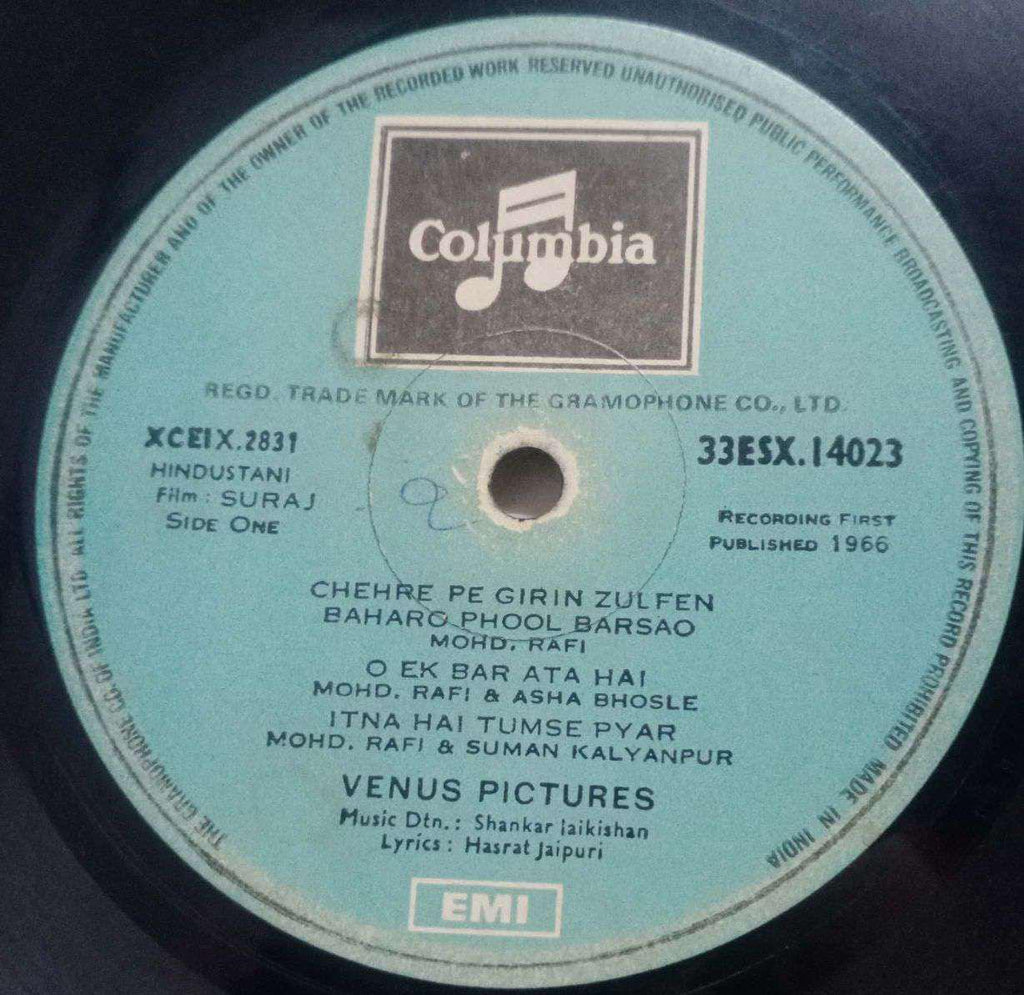 THE GRAMOPHONE CO. OF INDIA LTD. ALL RIGHTS OF THE MANUFACTURER AND OF THE OWNER OF THE RECORDED WORK RESERVED UNAUTHORISED PUBLIC PERFORMANCE BROADCASTING AND COPYING OF THIS RECORD PROHIBITED MADE IN INDIA
Columbia
REGD. TRADE MARK OF THE GRAMOPHONE CO., LTD.
XCEIX.2831
HINDUSTANI
Film : SURAJ
SIDE ONE
33ESX.14023
RECORDING FIRST
PUBLISHED 1966
CHEHRE PE GIRIN ZULFEN
BAHARO PHOOL BARSAO
MOHD. RAFI
O EK BAR ATA HAI
MOHD. RAFI & ASHA BHOSLE
ITNA HAI TUMSE PYAR
MOHD. RAFI & SUMAN KALYANPUR
VENUS PICTURES
Music Dtn.: Shankar Jaikishan
Lyrics : Hasrat Jaipuri
EMI